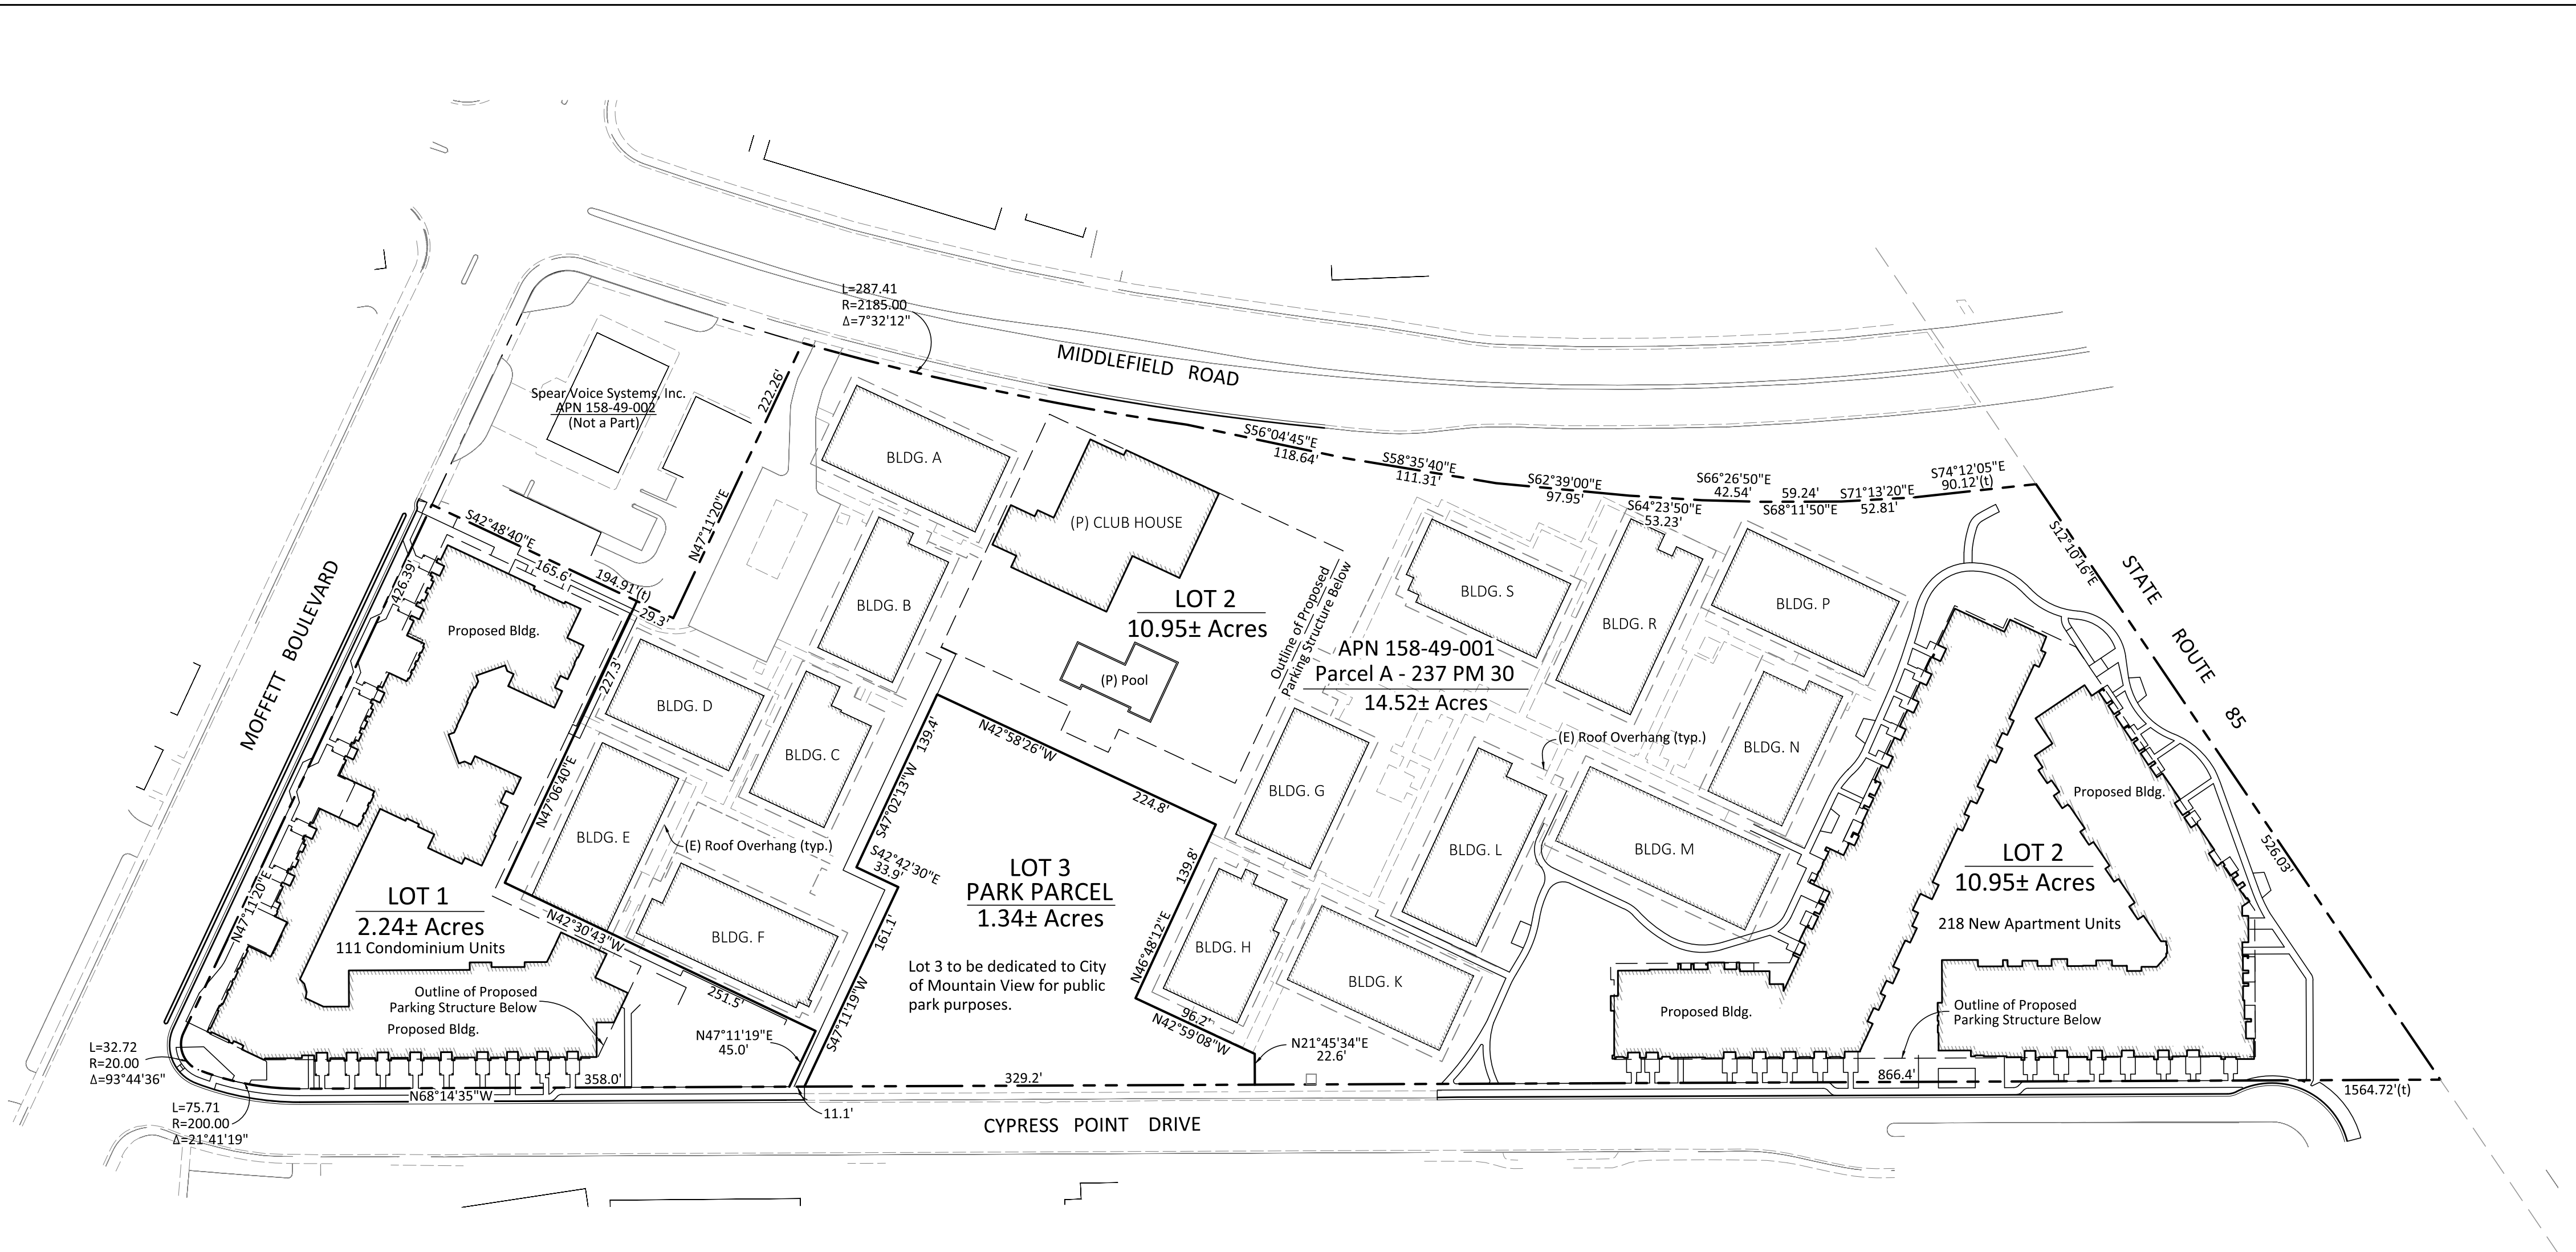 L=287.41
R=2185.00
Δ=7°32'12"
MIDDLEFIELD ROAD
Spear Voice Systems, Inc.
APN 158-49-002
(Not a Part)
222.26'
N47°11'20"E
S56°04'45"E
118.64'
S58°35'40"E
111.31'
S62°39'00"E
97.95'
S64°23'50"E
53.23'
S66°26'50"E
42.54'
59.24'
S68°11'50"E
S71°13'20"E
52.81'
S74°12'05"E
90.12'(t)
S12°10'16"E
526.03'
STATE ROUTE 85
MOFFETT BOULEVARD
S42°48'40"E
194.91'(t)
165.6'
29.3'
426.39'
N47°11'20"E
227.3'
N47°06'40"E
Proposed Bldg.
BLDG. A
BLDG. B
BLDG. C
BLDG. D
BLDG. E
BLDG. F
(P) CLUB HOUSE
(P) Pool
LOT 2
10.95± Acres
Outline of Proposed
Parking Structure Below
APN 158-49-001
Parcel A - 237 PM 30
14.52± Acres
BLDG. S
BLDG. R
BLDG. P
BLDG. N
BLDG. G
BLDG. L
BLDG. M
BLDG. H
BLDG. K
(E) Roof Overhang (typ.)
(E) Roof Overhang (typ.)
139.4'
S47°02'13"W
N42°58'26"W
224.8'
S42°42'30"E
33.9'
161.1'
S47°11'19"W
139.8'
N46°48'12"E
96.2'
N42°59'08"W
N21°45'34"E
22.6'
LOT 3
PARK PARCEL
1.34± Acres
Lot 3 to be dedicated to City
of Mountain View for public
park purposes.
LOT 1
2.24± Acres
111 Condominium Units
N42°30'43"W
251.5'
Outline of Proposed
Parking Structure Below
Proposed Bldg.
N47°11'19"E
45.0'
Proposed Bldg.
LOT 2
10.95± Acres
218 New Apartment Units
Proposed Bldg.
Outline of Proposed
Parking Structure Below
L=32.72
R=20.00
Δ=93°44'36"
L=75.71
R=200.00
Δ=21°41'19"
N68°14'35"W
358.0'
11.1'
329.2'
866.4'
1564.72'(t)
CYPRESS POINT DRIVE